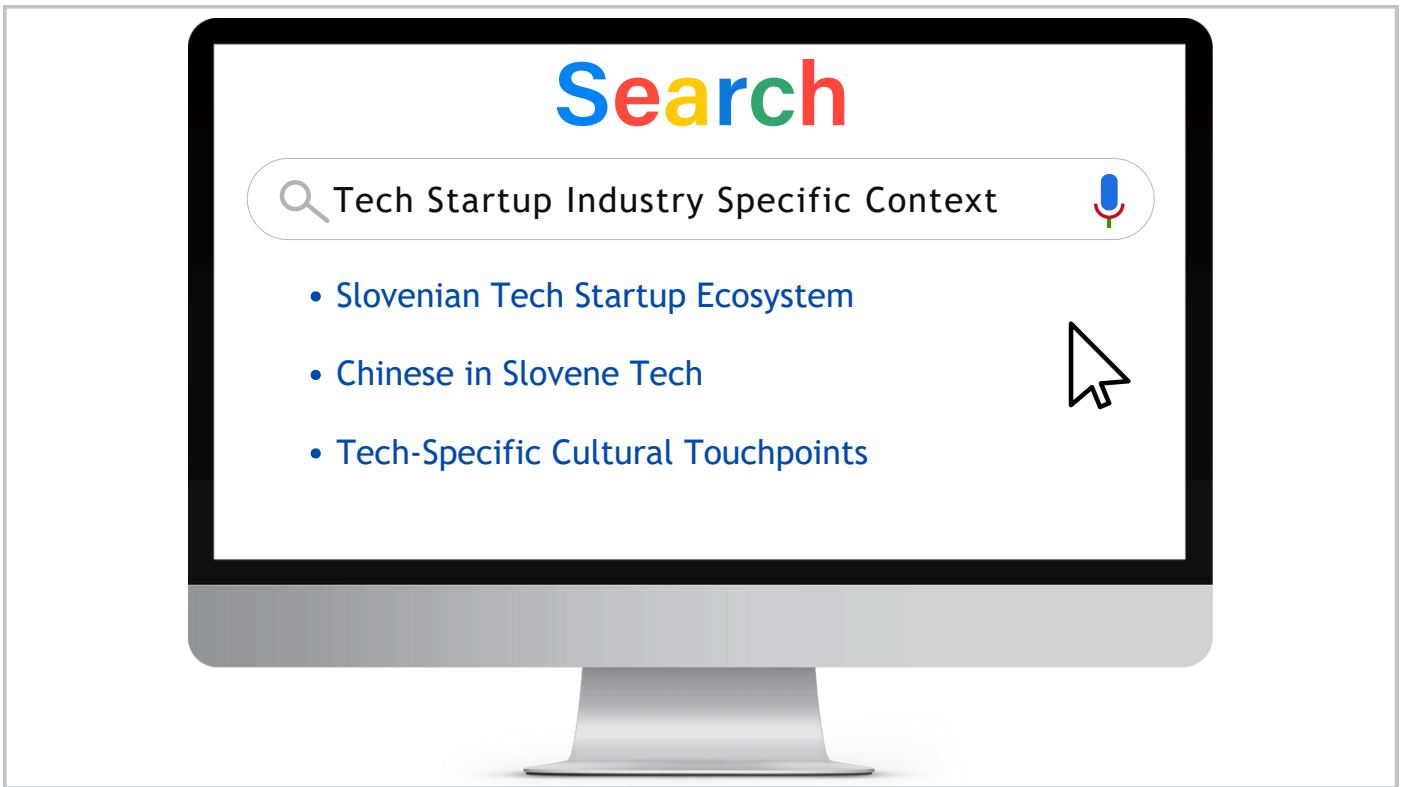 Search
Tech Startup Industry Specific Context
• Slovenian Tech Startup Ecosystem
• Chinese in Slovene Tech
• Tech-Specific Cultural Touchpoints